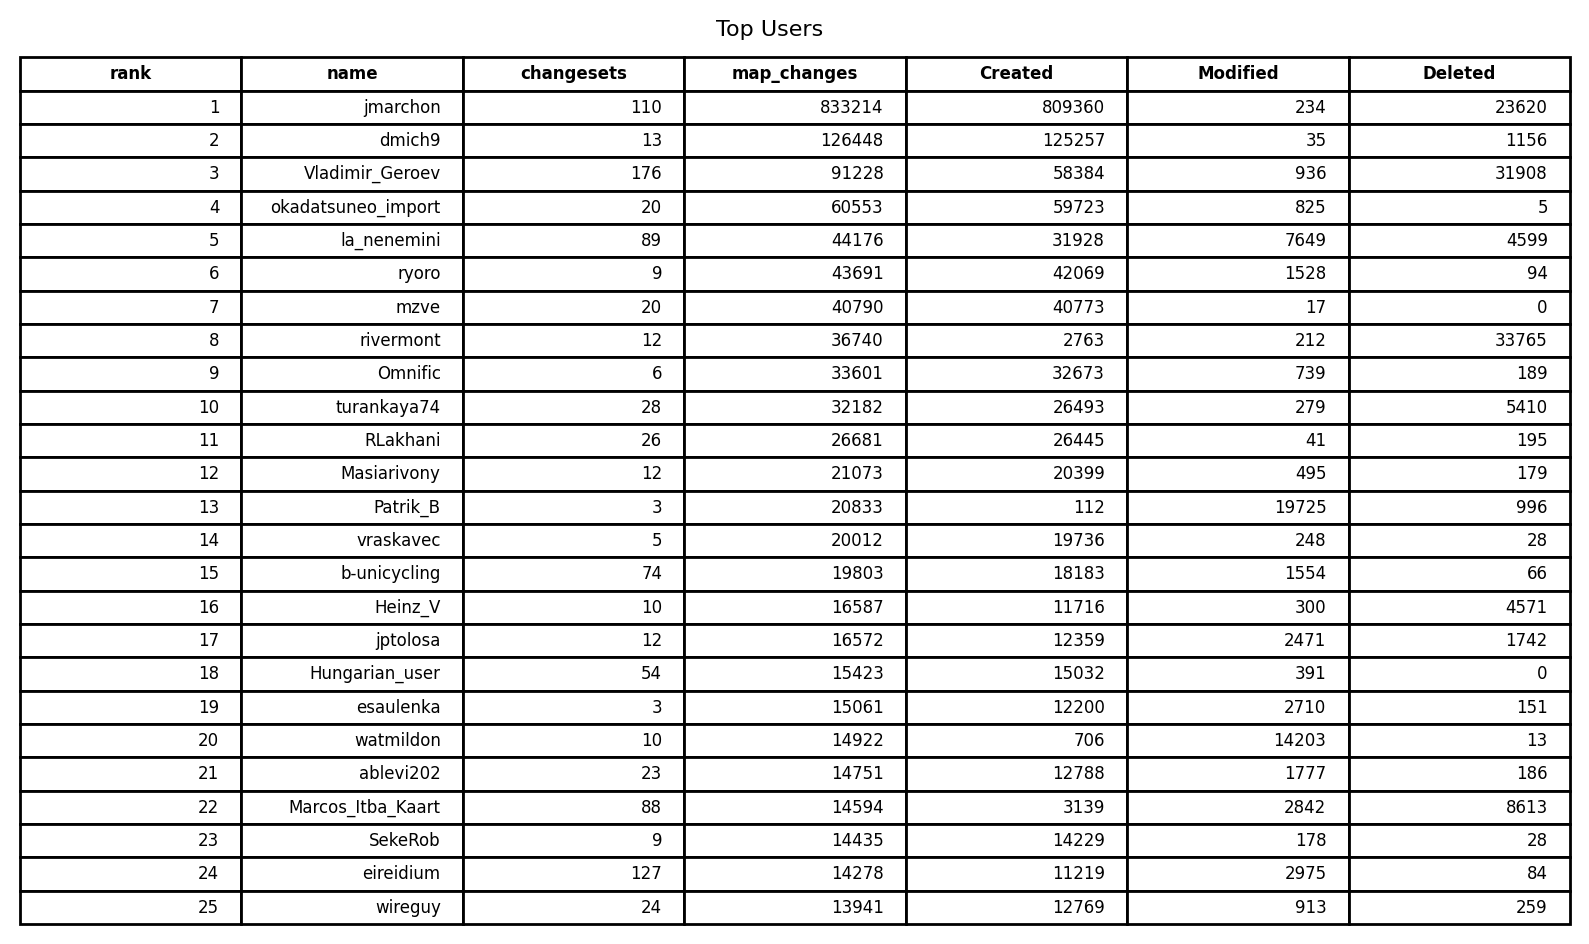 Top Users
rank name changesets map_changes Created Modified Deleted
1 jmarchon 110 833214 809360 234 23620
2 dmich9 13 126448 125257 35 1156
3 Vladimir_Geroev 176 91228 58384 936 31908
4 okadatsuneo_import 20 60553 59723 825 5
5 la_nenemini 89 44176 31928 7649 4599
6 ryoro 9 43691 42069 1528 94
7 mzve 20 40790 40773 17 0
8 rivermont 12 36740 2763 212 33765
9 Omnific 6 33601 32673 739 189
10 turankaya74 28 32182 26493 279 5410
11 RLakhani 26 26681 26445 41 195
12 Masiarivony 12 21073 20399 495 179
13 Patrik_B 3 20833 112 19725 996
14 vraskavec 5 20012 19736 248 28
15 b-unicycling 74 19803 18183 1554 66
16 Heinz_V 10 16587 11716 300 4571
17 jptolosa 12 16572 12359 2471 1742
18 Hungarian_user 54 15423 15032 391 0
19 esaulenka 3 15061 12200 2710 151
20 watmildon 10 14922 706 14203 13
21 ablevi202 23 14751 12788 1777 186
22 Marcos_Itba_Kaart 88 14594 3139 2842 8613
23 SekeRob 9 14435 14229 178 28
24 eireidium 127 14278 11219 2975 84
25 wireguy 24 13941 12769 913 259